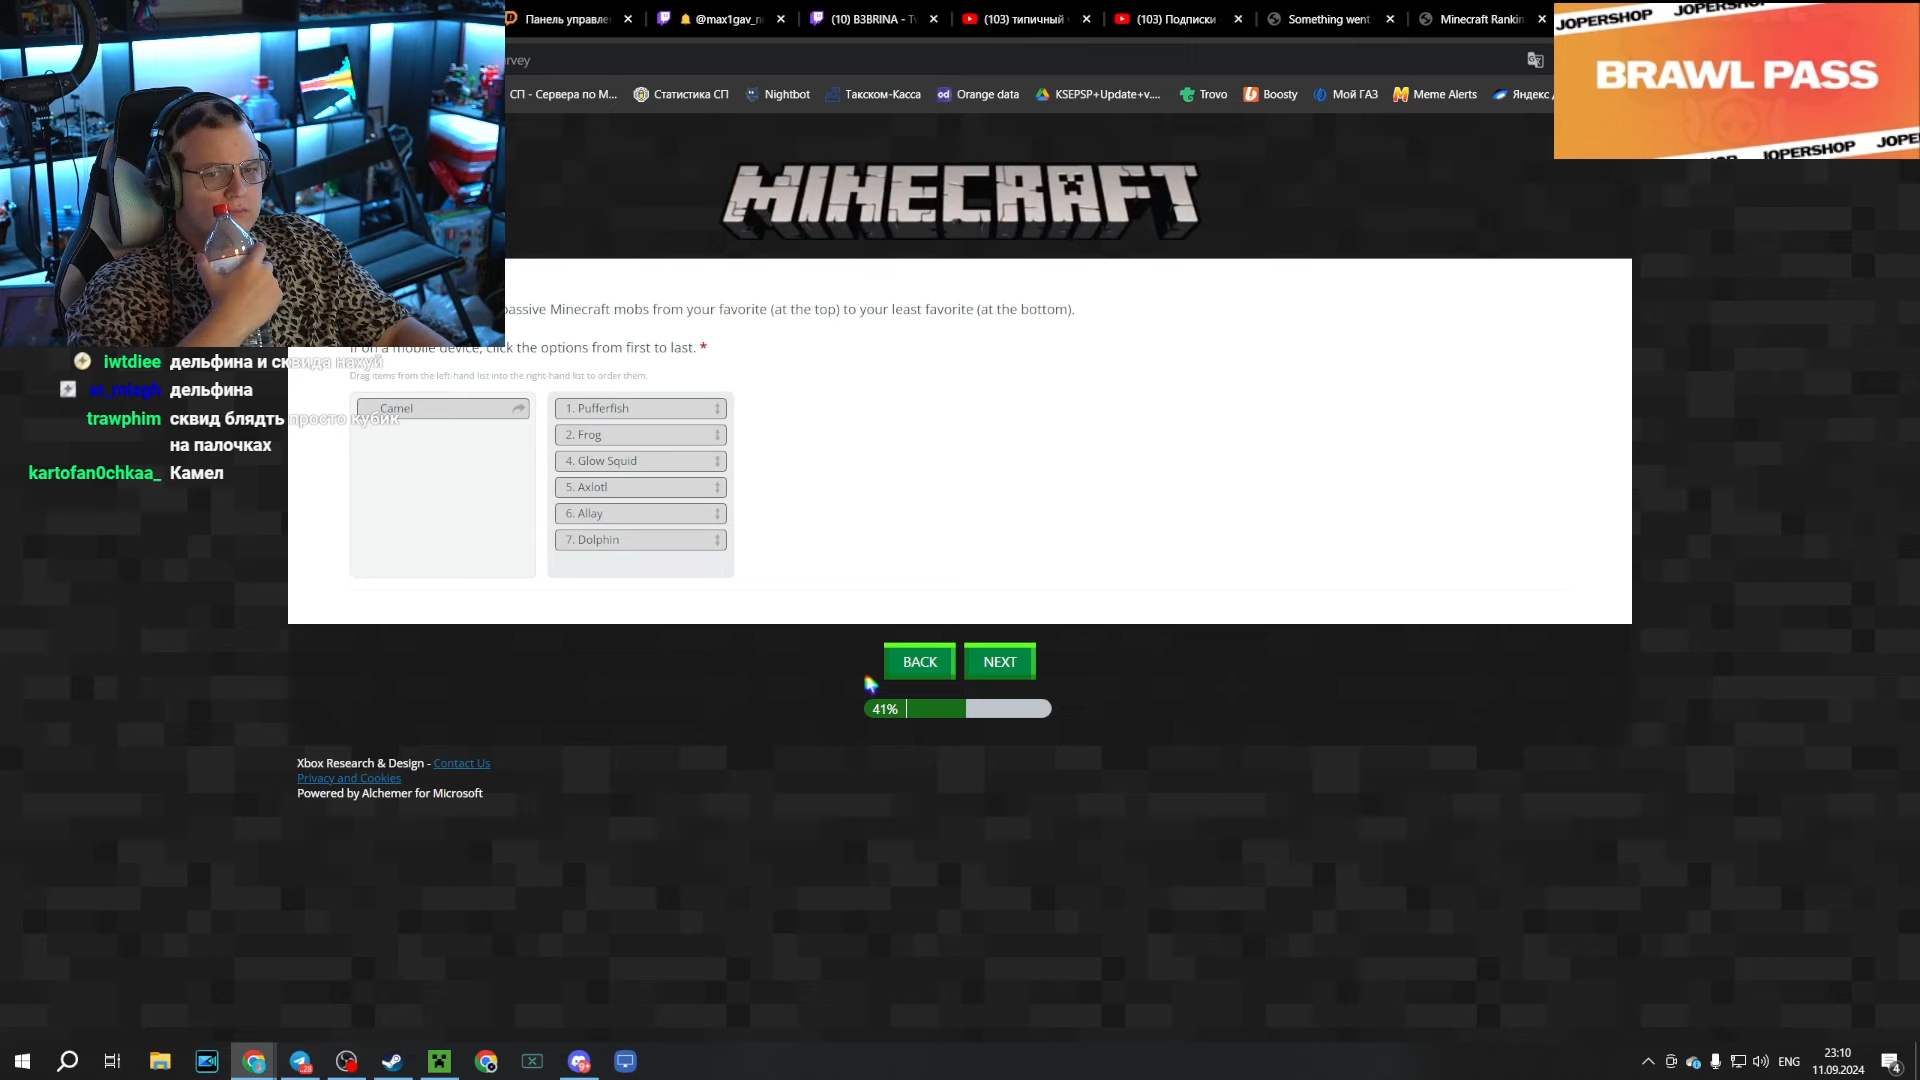 Панель управле
@max1gav_n
(10) B3BRINA - Tw
(103) типичный
(103) Подписки
Something went
Minecraft Rankin
JOPERSHOP
BRAWL PASS
JOPERSHOP
rvey
СП - Сервера по М...
Статистика СП
Nightbot
Такском-Касса
Orange data
KSEPSP+Update+v....
Trovo
Boosty
Мой ГАЗ
Meme Alerts
Яндекс
MINECRAFT
passive Minecraft mobs from your favorite (at the top) to your least favorite (at the bottom).
If on a mobile device, click the options from first to last. *
Drag items from the left-hand list into the right-hand list to order them.
iwtdiee дельфина и сквида нахуй
sr_mixgh дельфина
trawphim сквид блядть просто кубик
на палочках
kartofan0chkaa_ Камел
Camel
1. Pufferfish
2. Frog
4. Glow Squid
5. Axlotl
6. Allay
7. Dolphin
BACK
NEXT
41%
Xbox Research & Design - Contact Us
Privacy and Cookies
Powered by Alchemer for Microsoft
ENG
23:10
11.09.2024